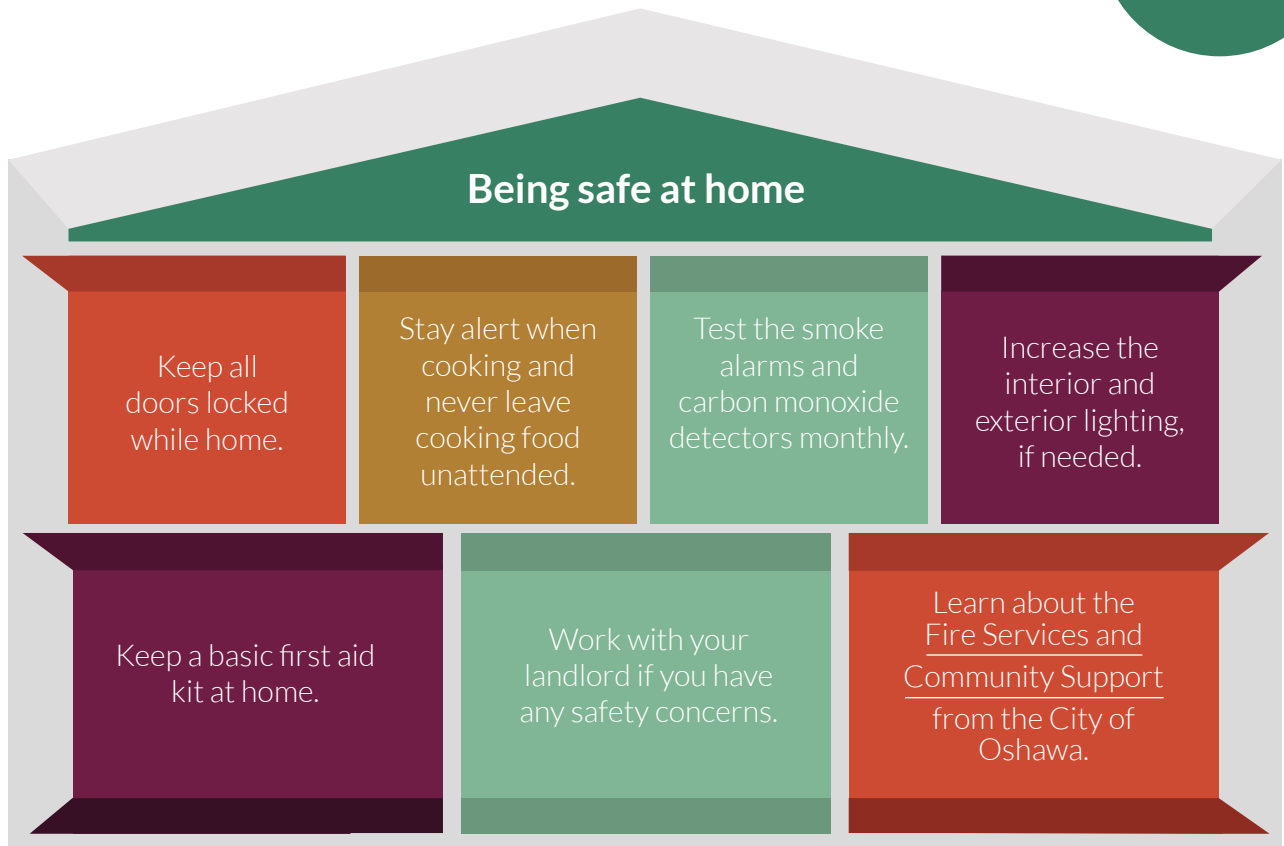 Being safe at home
Keep all
doors locked
while home.
Stay alert when
cooking and
never leave
cooking food
unattended.
Test the smoke
alarms and
carbon monoxide
detectors monthly.
Increase the
interior and
exterior lighting,
if needed.
Keep a basic first aid
kit at home.
Work with your
landlord if you have
any safety concerns.
Learn about the
Fire Services and
Community Support
from the City of
Oshawa.